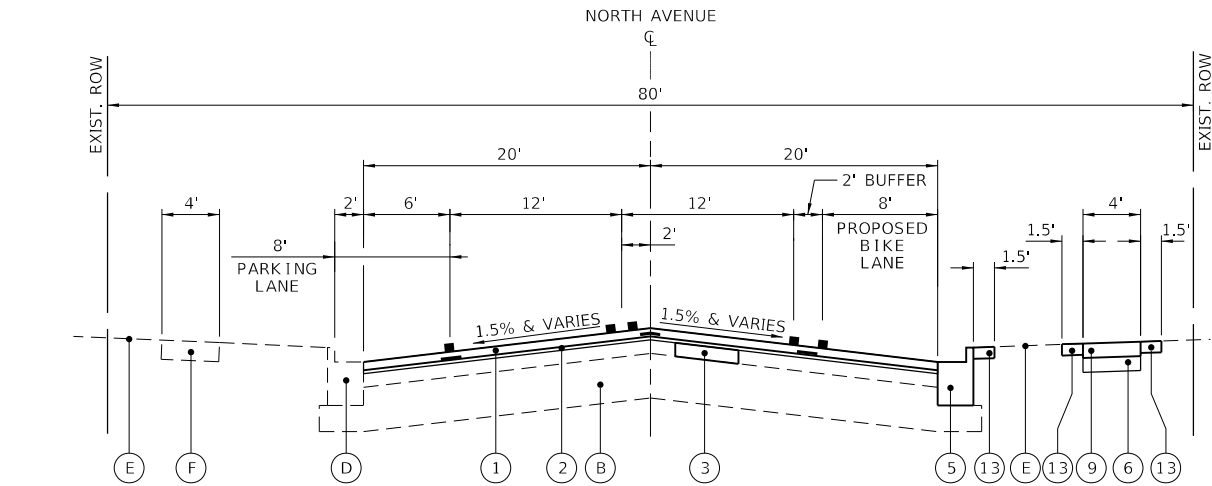 NORTH AVENUE
℄
EXIST. ROW
EXIST. ROW
80'
20'
20'
2' BUFFER
4'
2'
6'
12'
12'
8'
4'
8'
PARKING
LANE
2'
PROPOSED
BIKE
LANE
1.5'
1.5'
1.5'
1.5% & VARIES
1.5% & VARIES
E
F
D
1
2
B
3
5
13
E
13
9
6
13